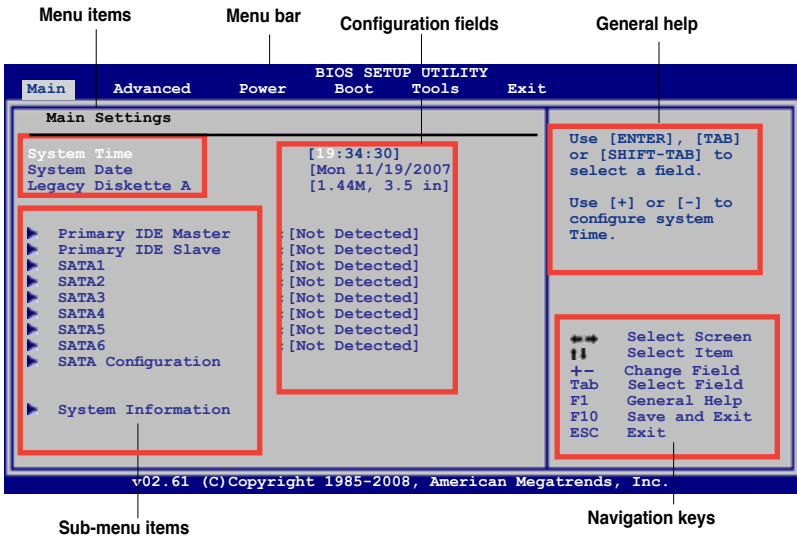 Menu items
Menu bar
Configuration fields
General help
BIOS SETUP UTILITY
Main Advanced Power Boot Tools Exit
Main Settings
System Time [19:34:30]
System Date [Mon 11/19/2007
Legacy Diskette A [1.44M, 3.5 in]
Primary IDE Master :[Not Detected]
Primary IDE Slave :[Not Detected]
SATA1 :[Not Detected]
SATA2 :[Not Detected]
SATA3 :[Not Detected]
SATA4 :[Not Detected]
SATA5 :[Not Detected]
SATA6 :[Not Detected]
SATA Configuration
System Information
Use [ENTER], [TAB]
or [SHIFT-TAB] to
select a field.
Use [+] or [-] to
configure system
Time.
←→ Select Screen
↑↓ Select Item
+- Change Field
Tab Select Field
F1 General Help
F10 Save and Exit
ESC Exit
v02.61 (C)Copyright 1985-2008, American Megatrends, Inc.
Sub-menu items
Navigation keys